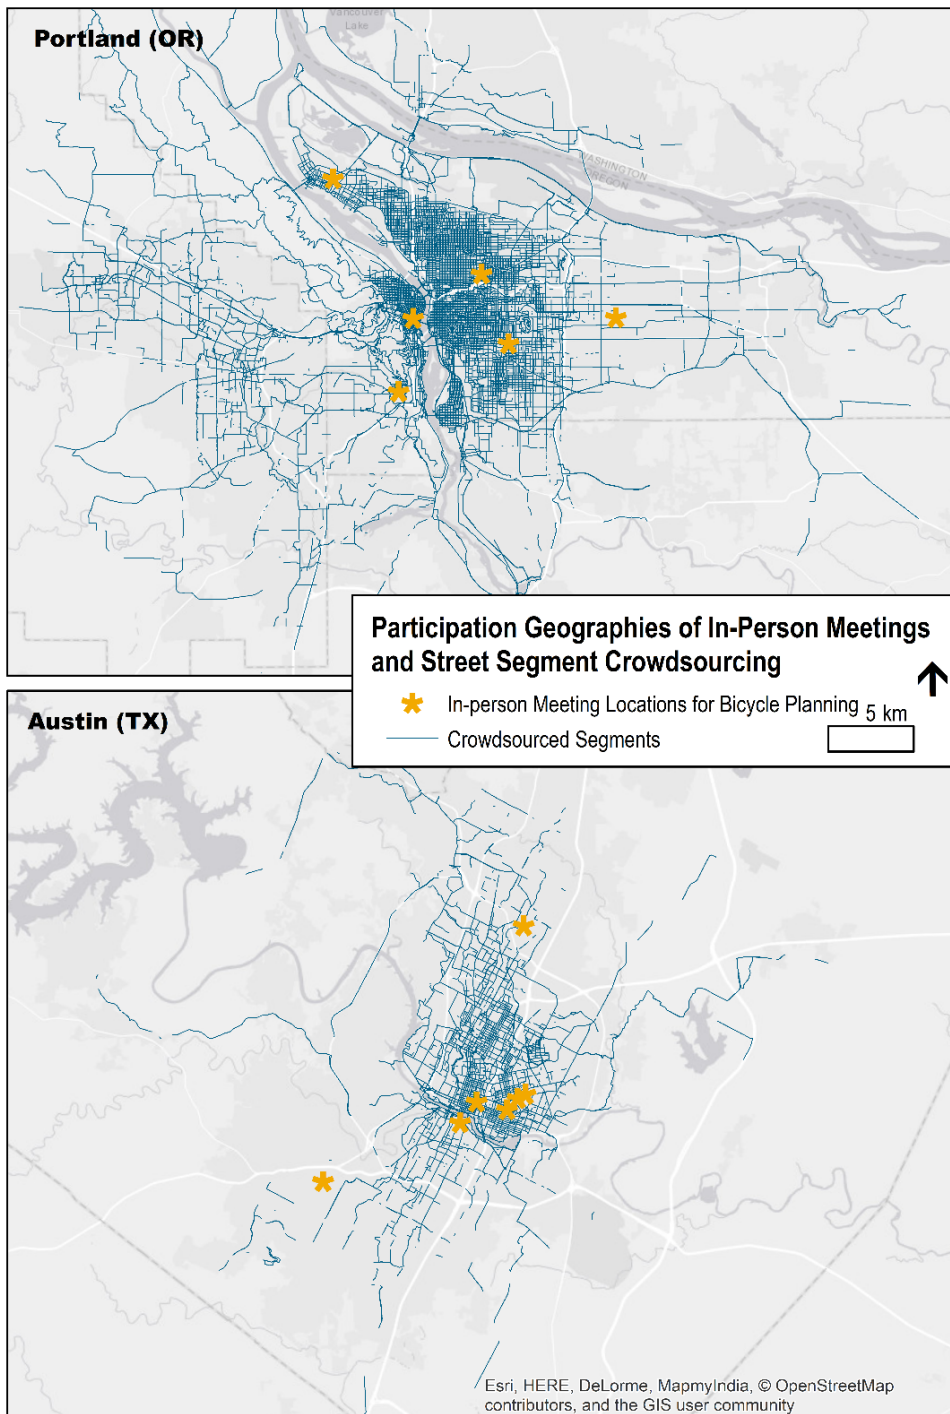 Portland (OR)
Vancouver
Lake
WASHINGTON
OREGON
Participation Geographies of In-Person Meetings
and Street Segment Crowdsourcing
In-person Meeting Locations for Bicycle Planning
5 km
Crowdsourced Segments
Austin (TX)
Esri, HERE, DeLorme, MapmyIndia, © OpenStreetMap
contributors, and the GIS user community